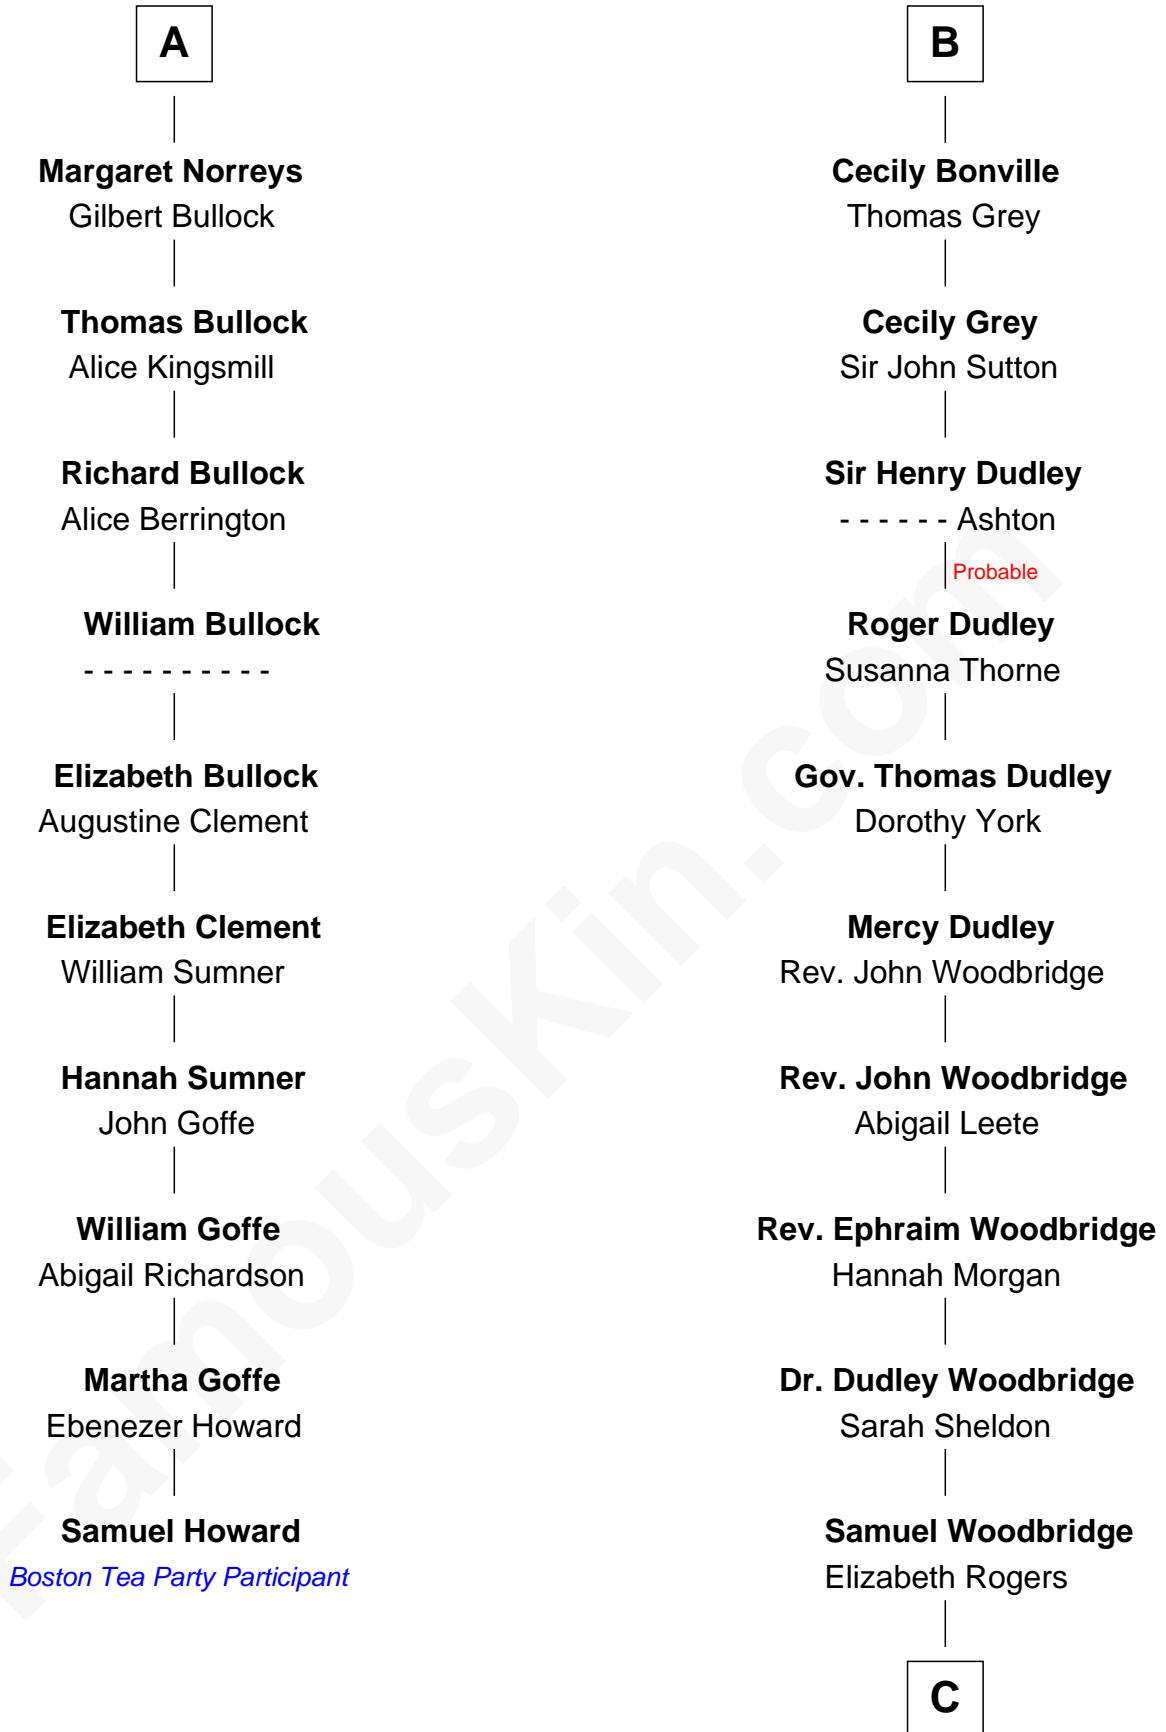 A
Margaret Norreys
Gilbert Bullock
Thomas Bullock
Alice Kingsmill
Richard Bullock
Alice Berrington
William Bullock
- - - - - - - - - -
Elizabeth Bullock
Augustine Clement
Elizabeth Clement
William Sumner
Hannah Sumner
John Goffe
William Goffe
Abigail Richardson
Martha Goffe
Ebenezer Howard
Samuel Howard
Boston Tea Party Participant
B
Cecily Bonville
Thomas Grey
Cecily Grey
Sir John Sutton
Sir Henry Dudley
- - - - - - Ashton
Probable
Roger Dudley
Susanna Thorne
Gov. Thomas Dudley
Dorothy York
Mercy Dudley
Rev. John Woodbridge
Rev. John Woodbridge
Abigail Leete
Rev. Ephraim Woodbridge
Hannah Morgan
Dr. Dudley Woodbridge
Sarah Sheldon
Samuel Woodbridge
Elizabeth Rogers
C
FamousKin.com